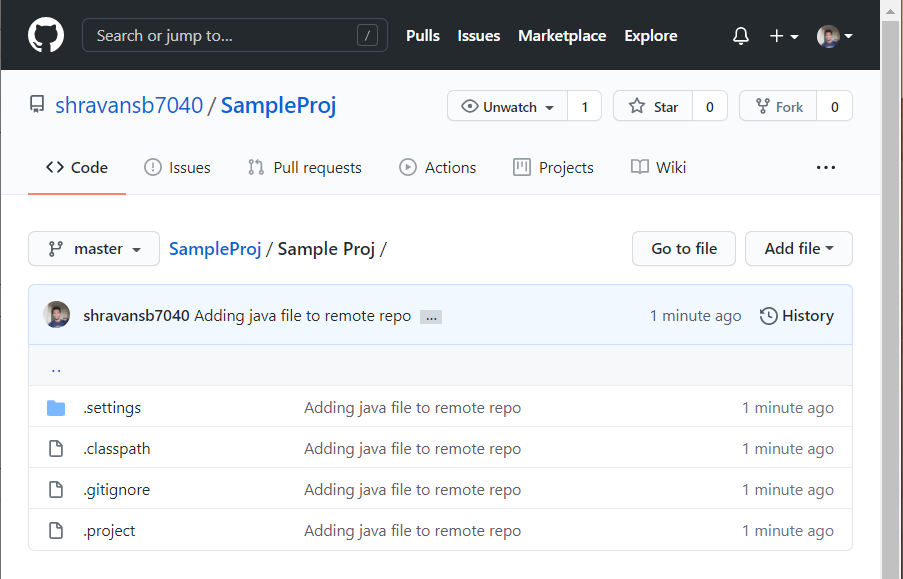 Search or jump to... / Pulls Issues Marketplace Explore
shravansb7040 / SampleProj Unwatch 1 Star 0 Fork 0
Code Issues Pull requests Actions Projects Wiki ...
master SampleProj / Sample Proj / Go to file Add file
shravansb7040 Adding java file to remote repo ... 1 minute ago History
..
.settings Adding java file to remote repo 1 minute ago
.classpath Adding java file to remote repo 1 minute ago
.gitignore Adding java file to remote repo 1 minute ago
.project Adding java file to remote repo 1 minute ago